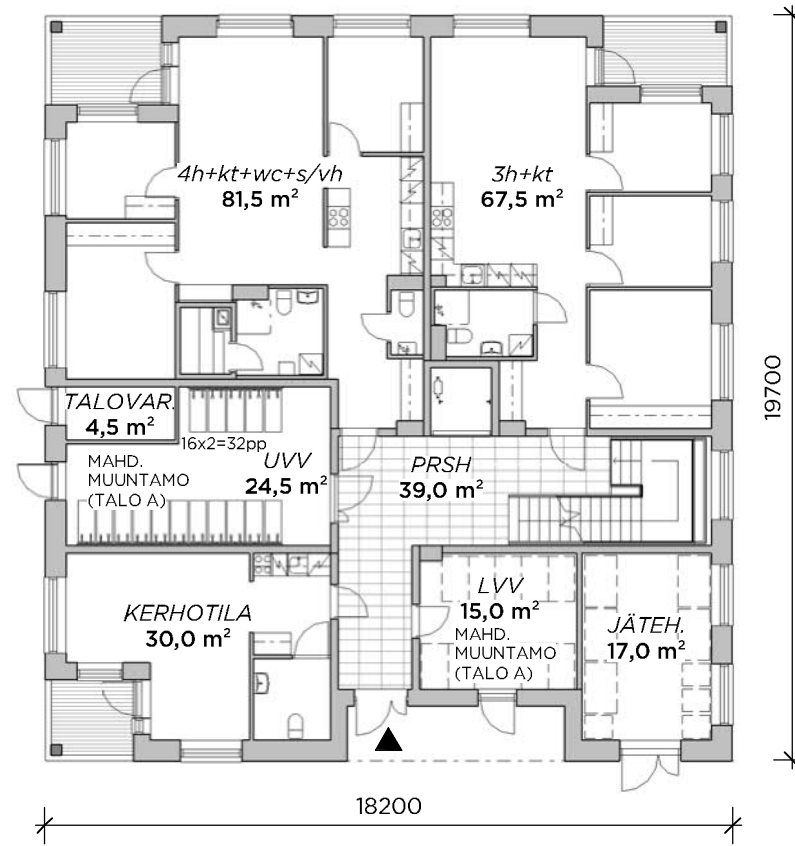 4h+kt+wc+s/vh
81,5 m²
3h+kt
67,5 m²
19700
TALOVAR.
4,5 m²
16x2=32pp
MAHD.
MUUNTAMO
(TALO A)
UVV
24,5 m²
PRSH
39,0 m²
KERHOTILA
30,0 m²
LVV
15,0 m²
MAHD.
MUUNTAMO
(TALO A)
JÄTEH.
17,0 m²
18200